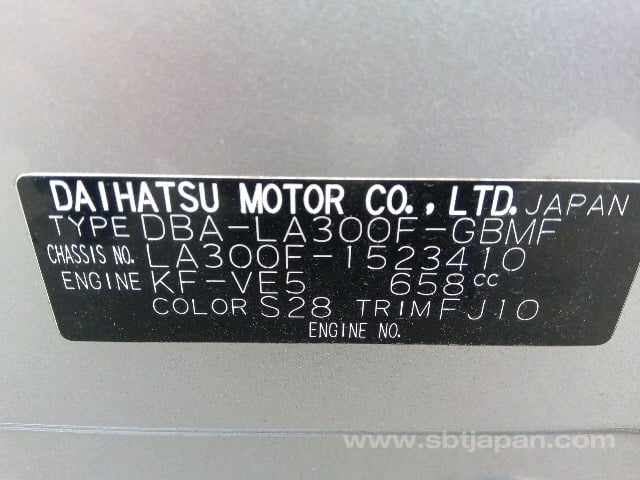 DAIHATSU MOTOR CO., LTD. JAPAN
TYPE DBA-LA300F-GBMF
CHASSIS NO. LA300F-1523410
ENGINE KF-VE5 658cc
COLOR S28 TRIM FJ10
ENGINE NO.
www.sbtjapan.com